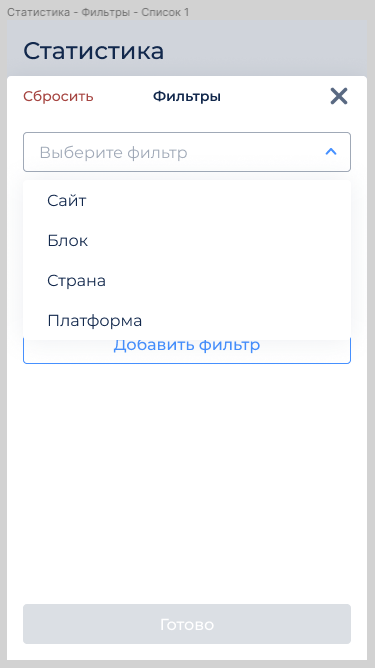 Статистика - Фильтры - Список 1
Статистика
Сбросить Фильтры
Выберите фильтр
Сайт
Блок
Страна
Платформа
Добавить фильтр
Готово